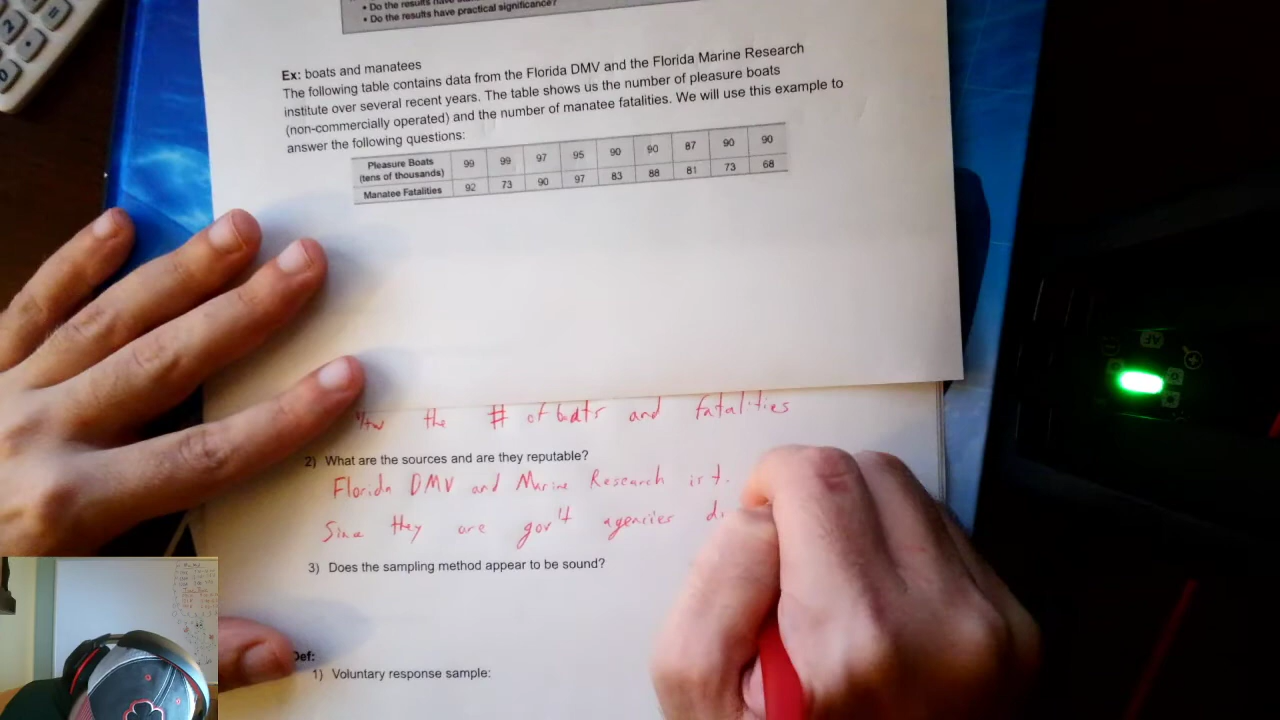 • Do the results have
• Do the results have practical significance?
Ex: boats and manatees
The following table contains data from the Florida DMV and the Florida Marine Research
institute over several recent years. The table shows us the number of pleasure boats
(non-commercially operated) and the number of manatee fatalities. We will use this example to
answer the following questions:
Pleasure Boats (tens of thousands) 99 99 97 95 90 90 87 90 90
Manatee Fatalities 92 73 90 97 83 88 81 73 68
the # of boats and fatalities
2) What are the sources and are they reputable?
Florida DMV and Marine Research ist.
Since they are gov't agencies
3) Does the sampling method appear to be sound?
Def:
1) Voluntary response sample: